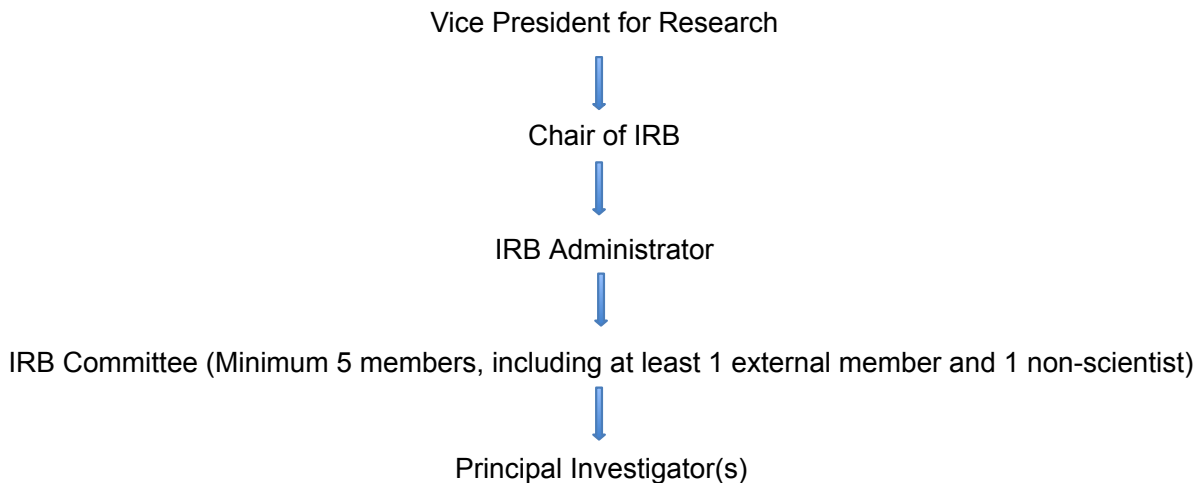 Vice President for Research
Chair of IRB
IRB Administrator
IRB Committee (Minimum 5 members, including at least 1 external member and 1 non-scientist)
Principal Investigator(s)